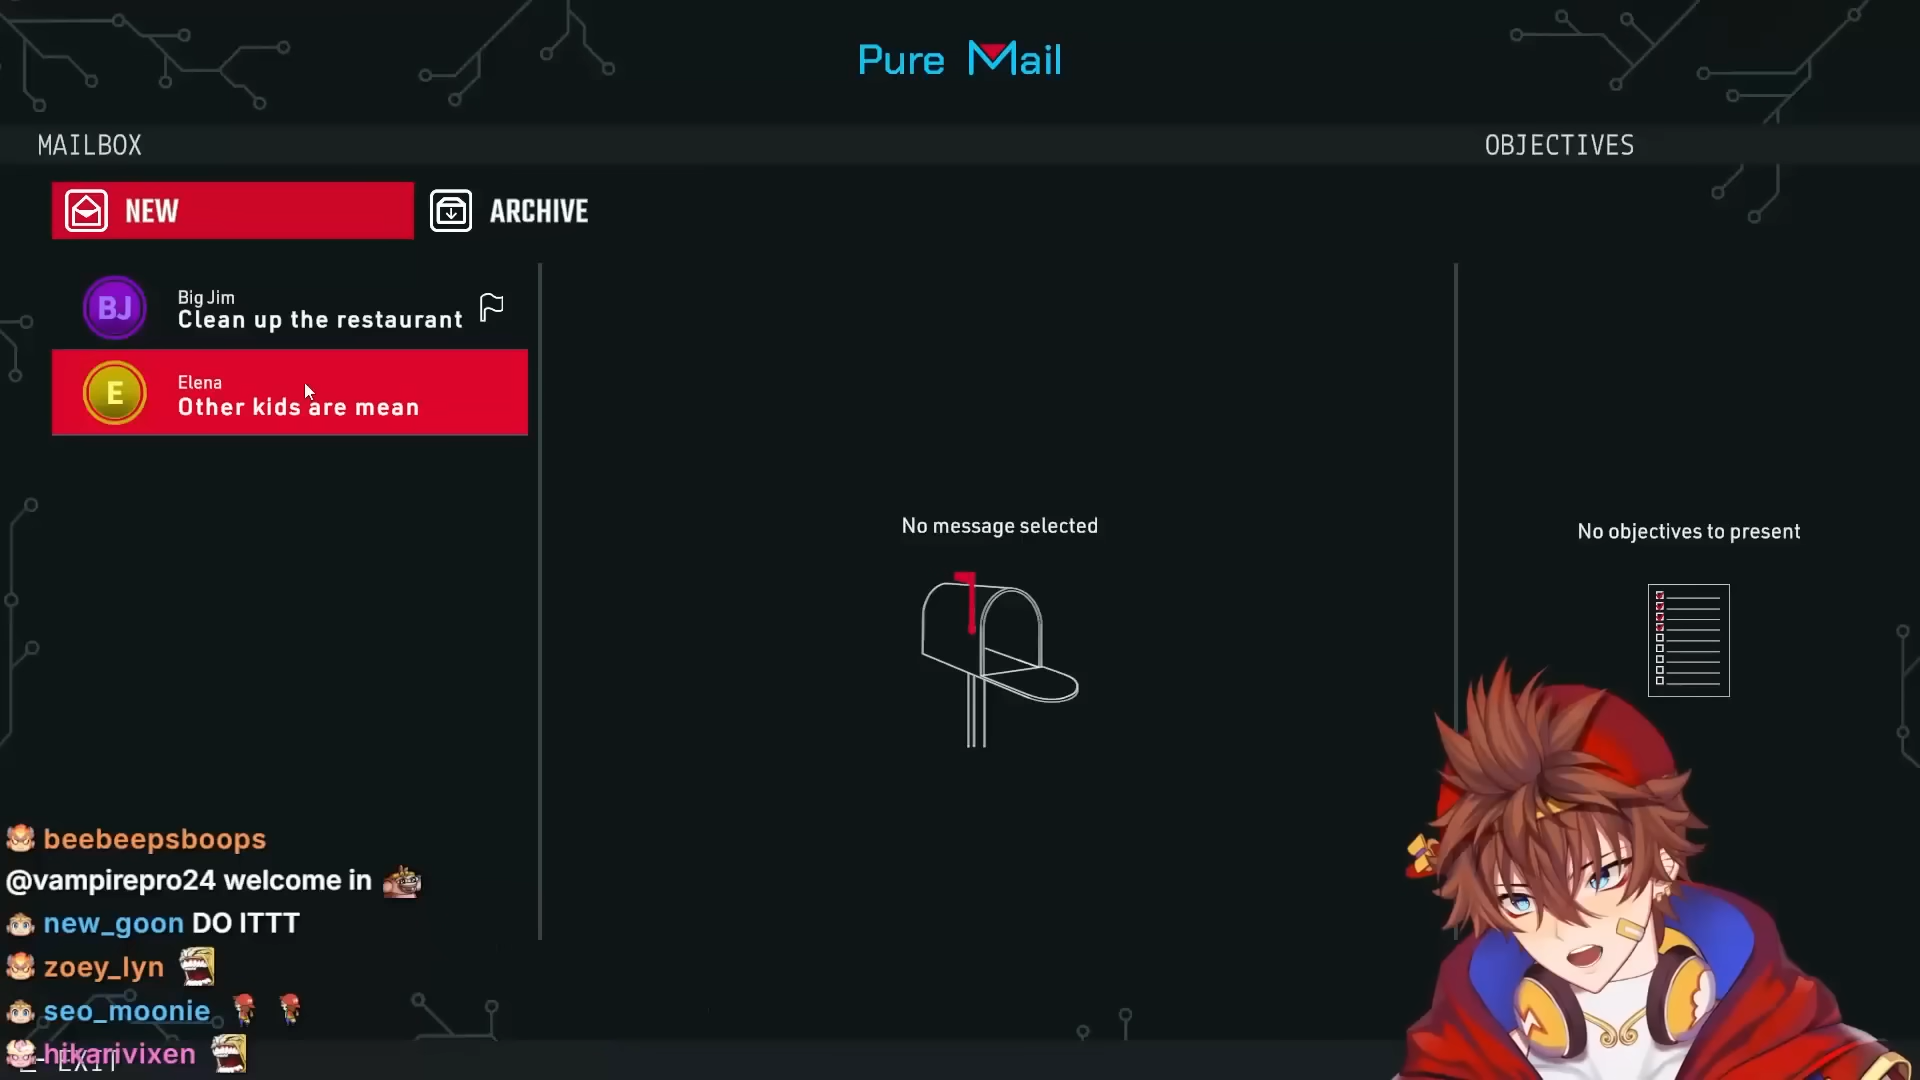 Pure Mail
MAILBOX
OBJECTIVES
NEW
ARCHIVE
BJ
Big Jim
Clean up the restaurant
E
Elena
Other kids are mean
No message selected
No objectives to present
beebeepsboops
@vampirepro24 welcome in
new_goon DO ITTT
zoey_lyn
seo_moonie
hikarivixen
EXIT